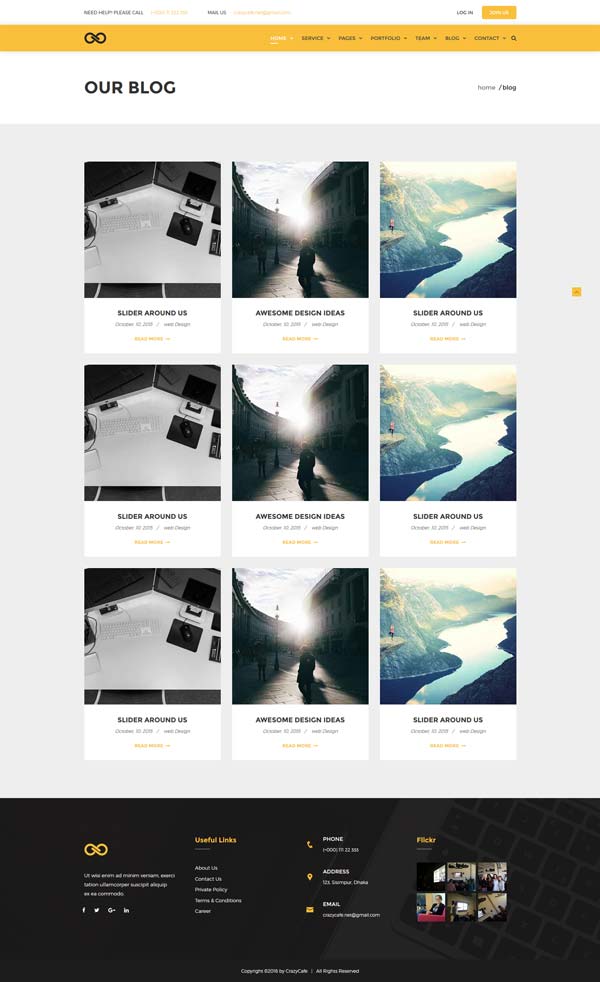 NEED HELP? PLEASE CALL (+000) 11 222 333 MAIL US crazycafe.net@gmail.com LOG IN JOIN US
HOME SERVICE PAGES PORTFOLIO TEAM BLOG CONTACT
OUR BLOG
home / blog
SLIDER AROUND US
October, 10, 2015 / web Design
READ MORE
AWESOME DESIGN IDEAS
October, 10, 2015 / web Design
READ MORE
SLIDER AROUND US
October, 10, 2015 / web Design
READ MORE
SLIDER AROUND US
October, 10, 2015 / web Design
READ MORE
AWESOME DESIGN IDEAS
October, 10, 2015 / web Design
READ MORE
SLIDER AROUND US
October, 10, 2015 / web Design
READ MORE
SLIDER AROUND US
October, 10, 2015 / web Design
READ MORE
AWESOME DESIGN IDEAS
October, 10, 2015 / web Design
READ MORE
SLIDER AROUND US
October, 10, 2015 / web Design
READ MORE
Ut wisi enim ad minim veniam, exerci
tation ullamcorper suscipit aliquip
ex ea commodo.
Useful Links
About Us
Contact Us
Private Policy
Terms & Conditions
Career
PHONE
(+000) 111 22 333
ADDRESS
123, Sisimpur, Dhaka
EMAIL
crazycafe.net@gmail.com
Flickr
Copyright ©2018 by CrazyCafe | All Rights Reserved